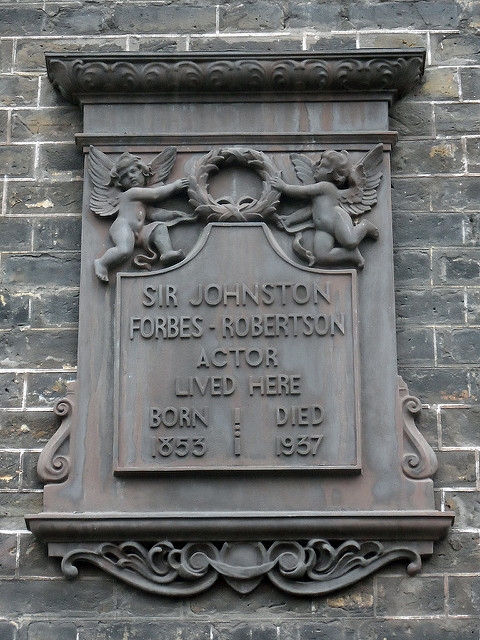 SIR JOHNSTON
FORBES-ROBERTSON
ACTOR
LIVED HERE
BORN DIED
1853 1937